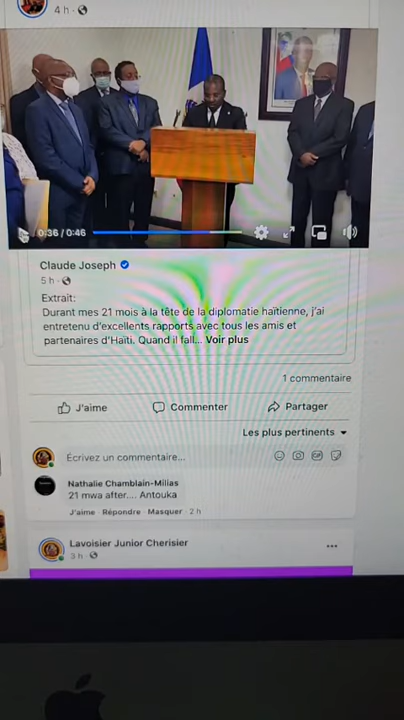 4 h ·
0:36 / 0:46
Claude Joseph
5 h ·
Extrait:
Durant mes 21 mois à la tête de la diplomatie haïtienne, j'ai
entretenu d'excellents rapports avec tous les amis et
partenaires d'Haïti. Quand il fall... Voir plus
1 commentaire
J'aime
Commenter
Partager
Les plus pertinents
Écrivez un commentaire...
Nathalie Chamblain-Milias
21 mwa after.... Antouka
J'aime · Répondre · Masquer · 2 h
Lavoisier Junior Cherisier
3 h ·